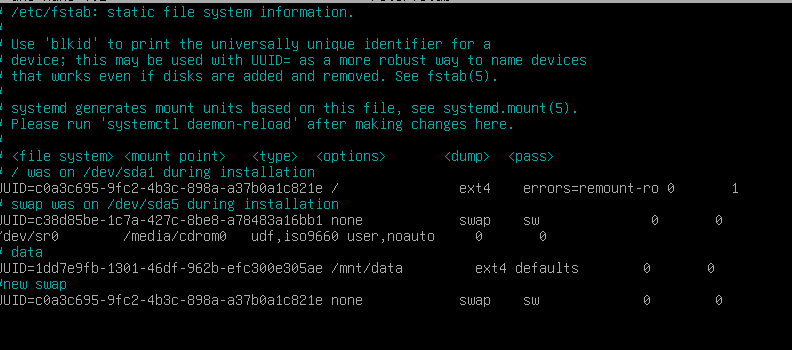 # /etc/fstab: static file system information.
#
# Use 'blkid' to print the universally unique identifier for a
# device; this may be used with UUID= as a more robust way to name devices
# that works even if disks are added and removed. See fstab(5).
#
# systemd generates mount units based on this file, see systemd.mount(5).
# Please run 'systemctl daemon-reload' after making changes here.
#
# <file system> <mount point> <type> <options> <dump> <pass>
# / was on /dev/sda1 during installation
UUID=c0a3c695-9fc2-4b3c-898a-a37b0a1c821e / ext4 errors=remount-ro 0 1
# swap was on /dev/sda5 during installation
UUID=c38d85be-1c7a-427c-8be8-a78483a16bb1 none swap sw 0 0
/dev/sr0 /media/cdrom0 udf,iso9660 user,noauto 0 0
# data
UUID=1dd7e9fb-1301-46df-962b-efc300e305ae /mnt/data ext4 defaults 0 0
#new swap
UUID=c0a3c695-9fc2-4b3c-898a-a37b0a1c821e none swap sw 0 0